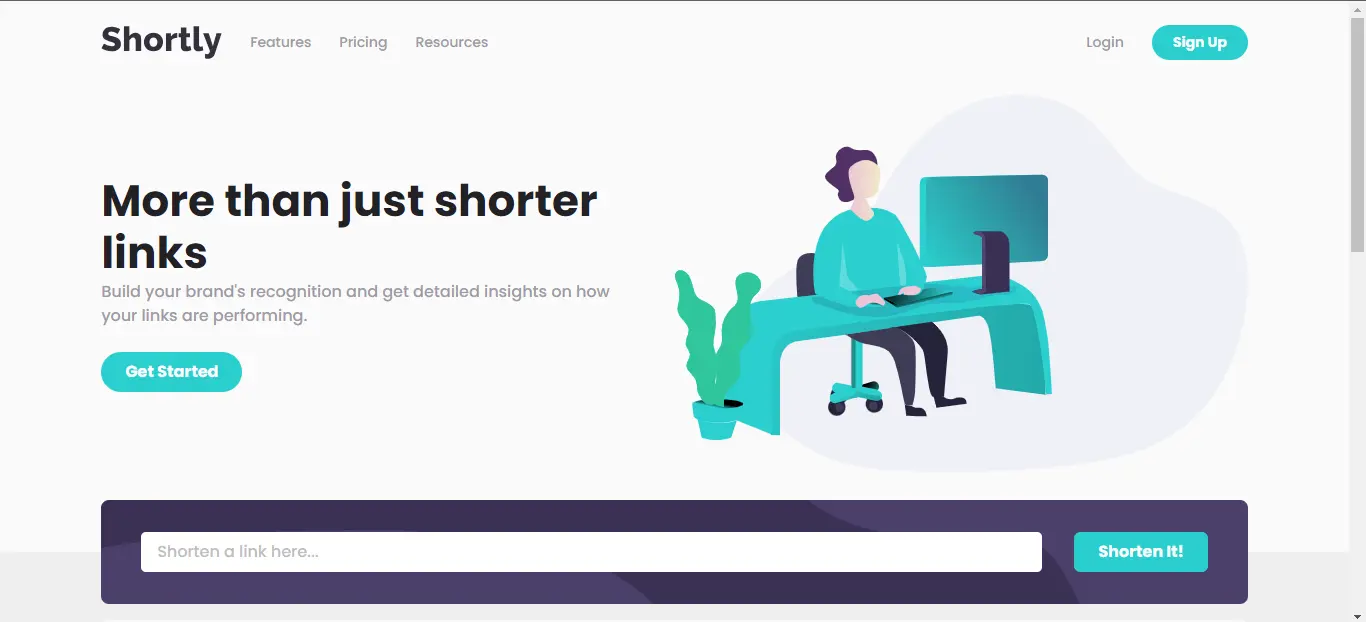 Shortly
Features
Pricing
Resources
Login
Sign Up
More than just shorter
links
Build your brand's recognition and get detailed insights on how
your links are performing.
Get Started
Shorten a link here...
Shorten It!